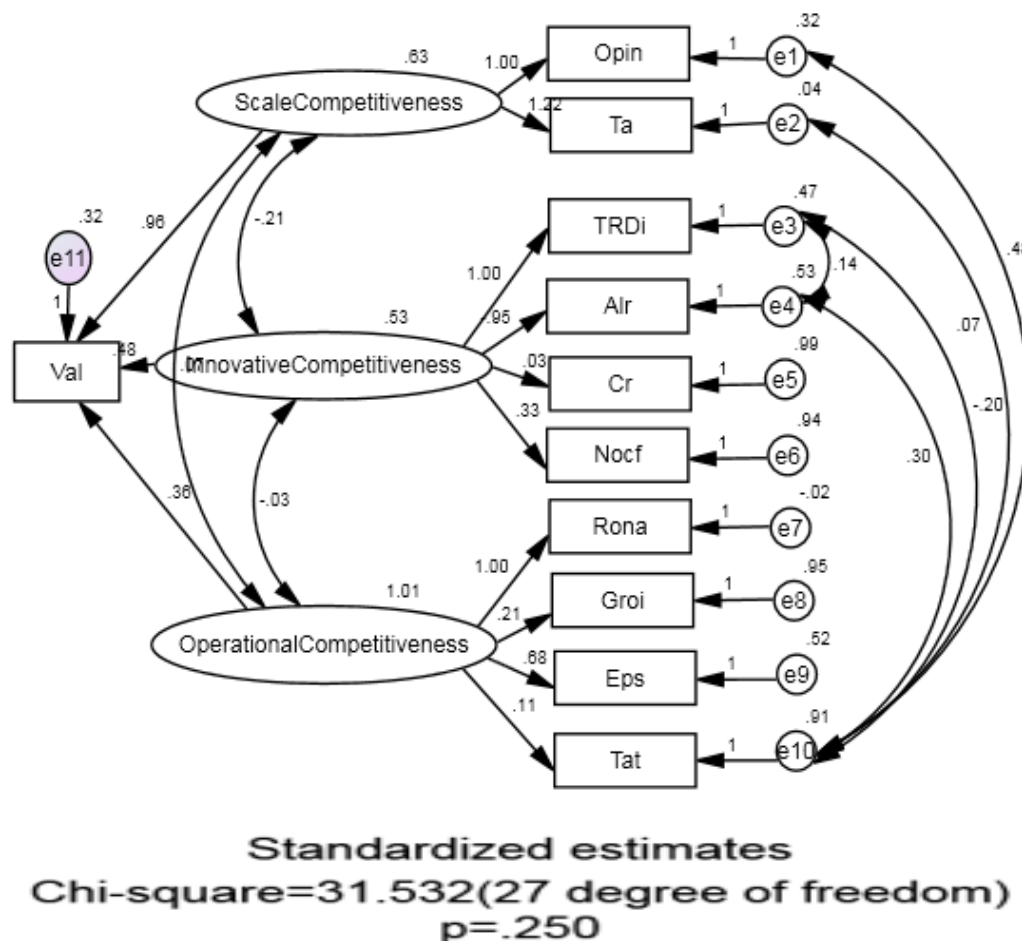 .32
.63
1.00
Opin
1
e1
ScaleCompetitiveness
1.22
Ta
1
.04
e2
.47
.32
.96
-.21
TRDi
1
e3
e11
1.00
.53
.14
1
.53
-.95
Alr
1
e4
.07
Val
.48
InnovativeCompetitiveness
.03
Cr
1
.99
e5
-.20
.33
.94
.30
Nocf
1
e6
.36
-.03
-.02
Rona
1
e7
1.00
1.01
.95
.21
Groi
1
e8
OperationalCompetitiveness
.52
.68
Eps
1
e9
.11
.91
Tat
1
e10
Standardized estimates
Chi-square=31.532(27 degree of freedom)
p=.250